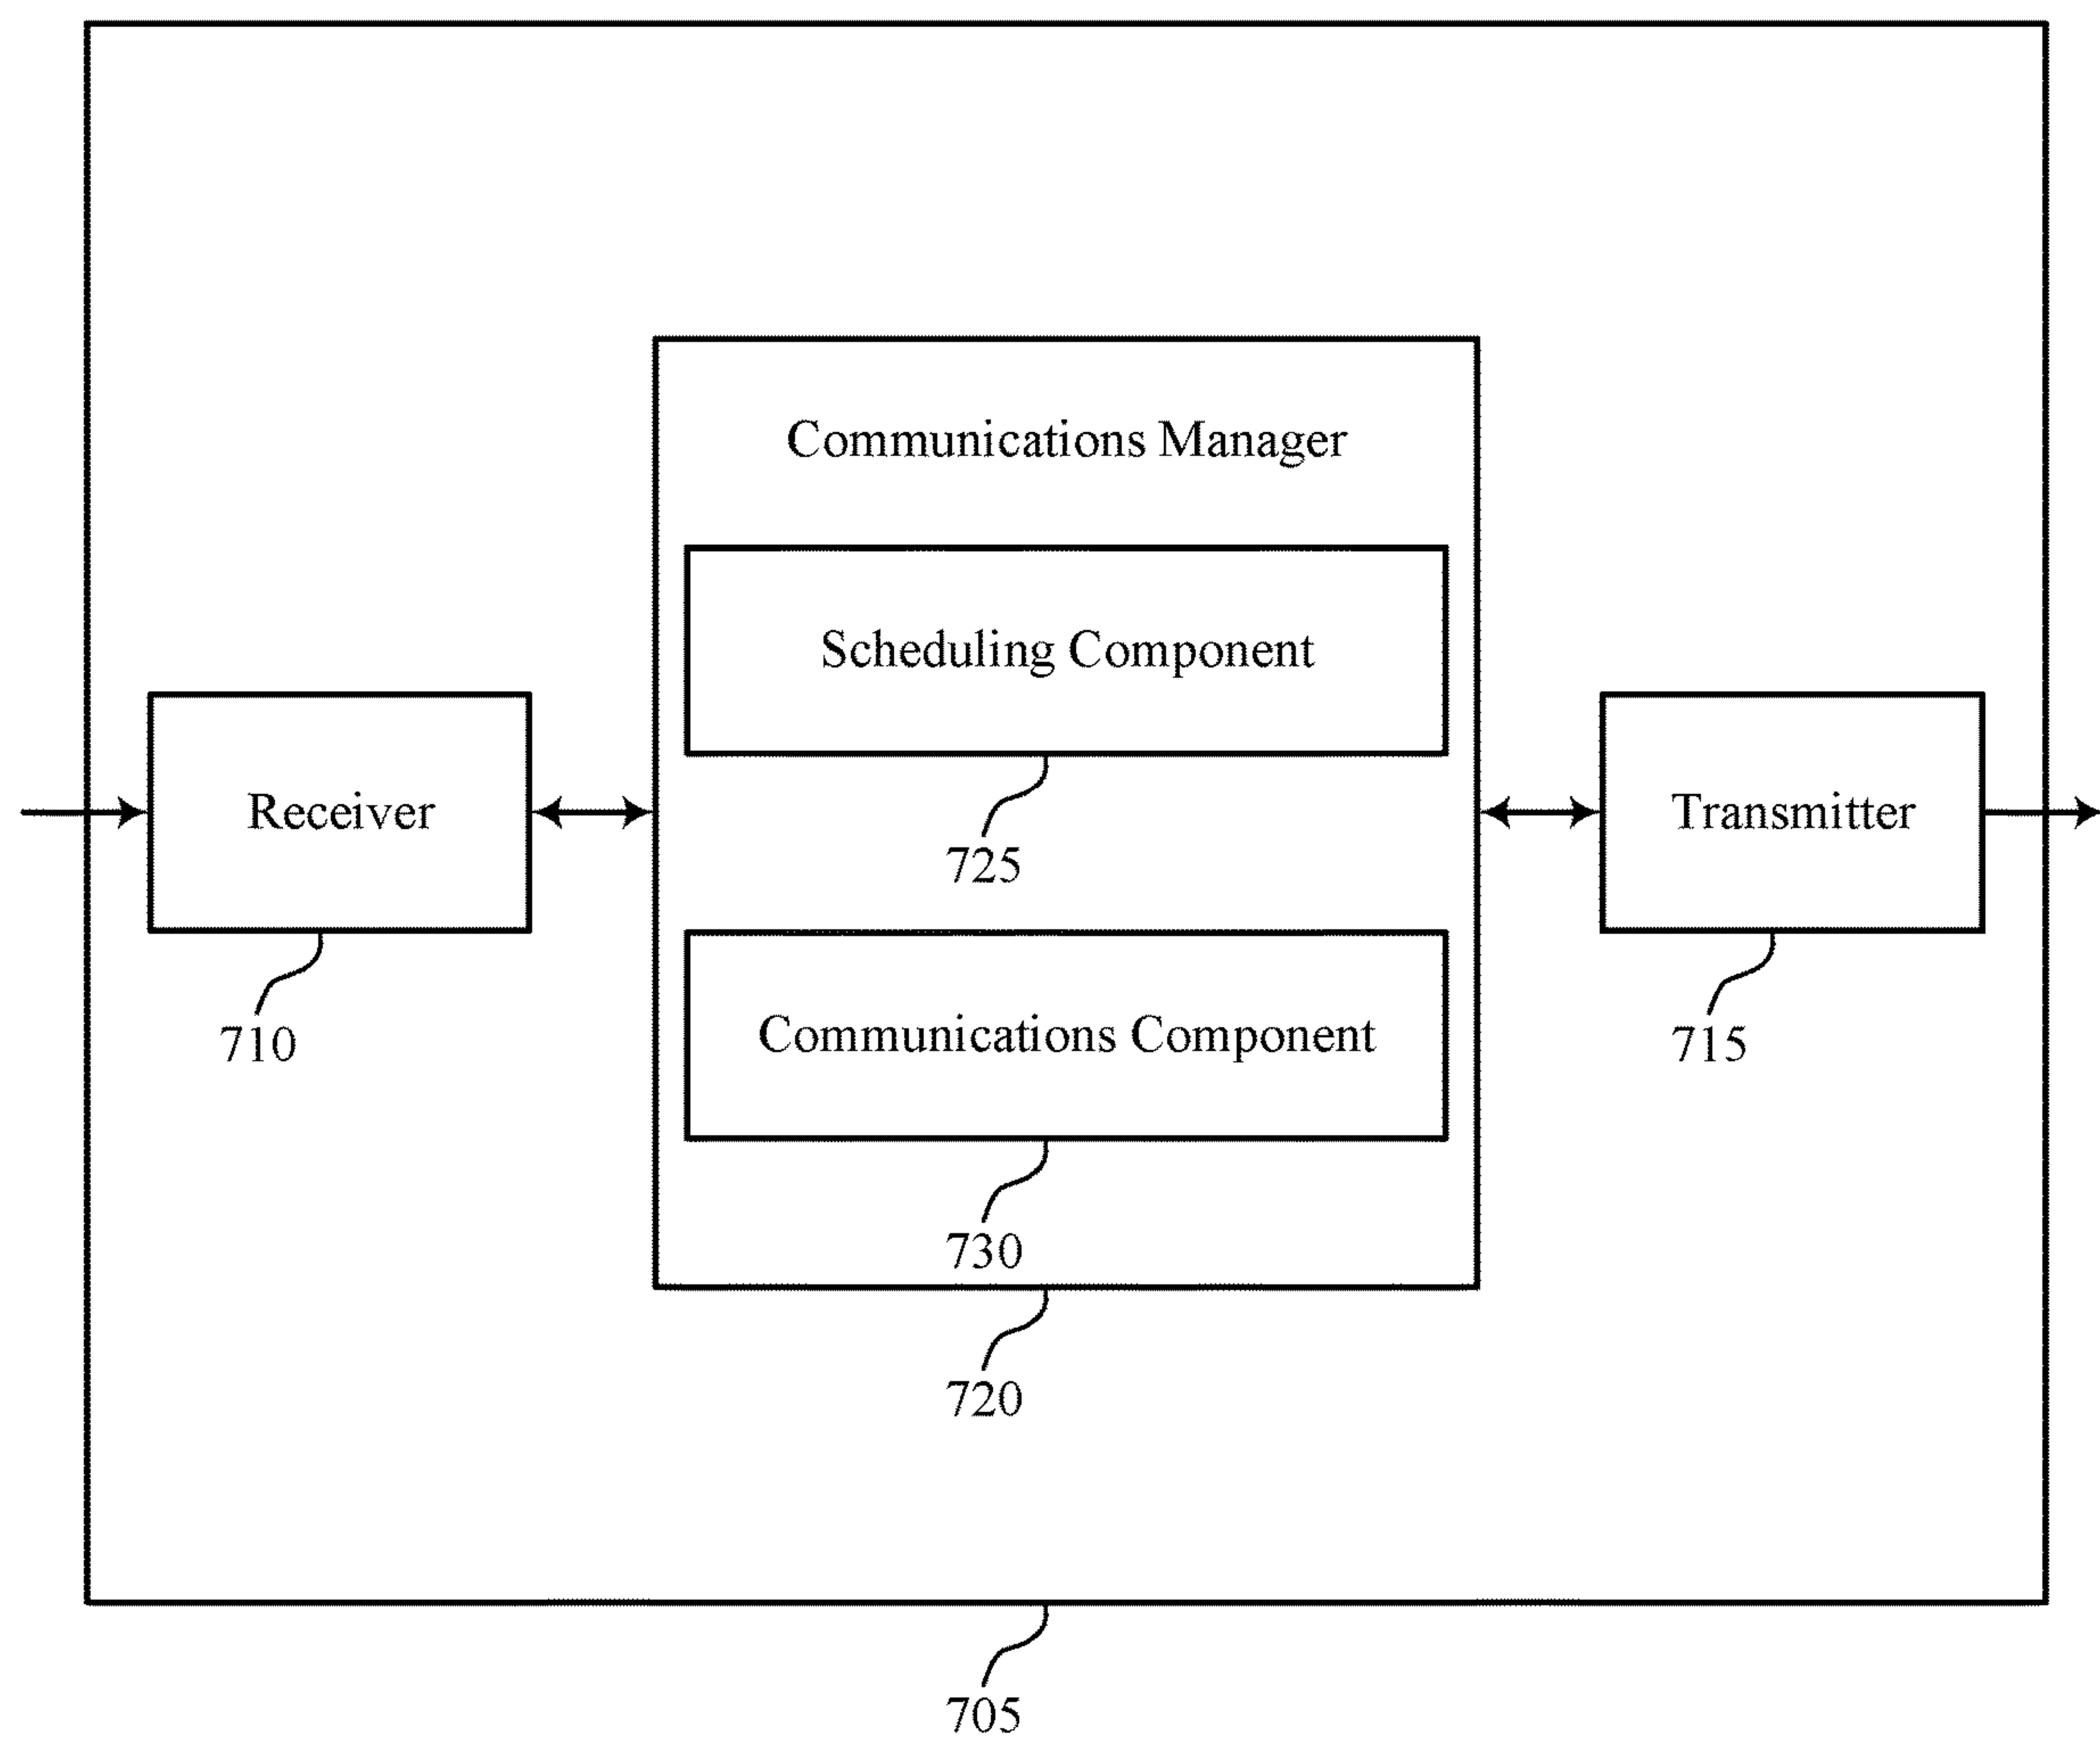 Communications Manager
Scheduling Component
Receiver
Transmitter
725
Communications Component
710
715
730
720
705